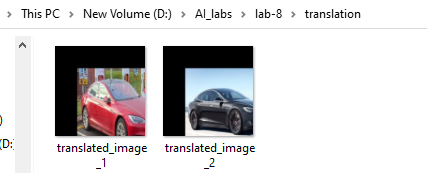 This PC > New Volume (D:) > AI_labs > lab-8 > translation
)
(D:)
translated_image
_1
translated_image
_2